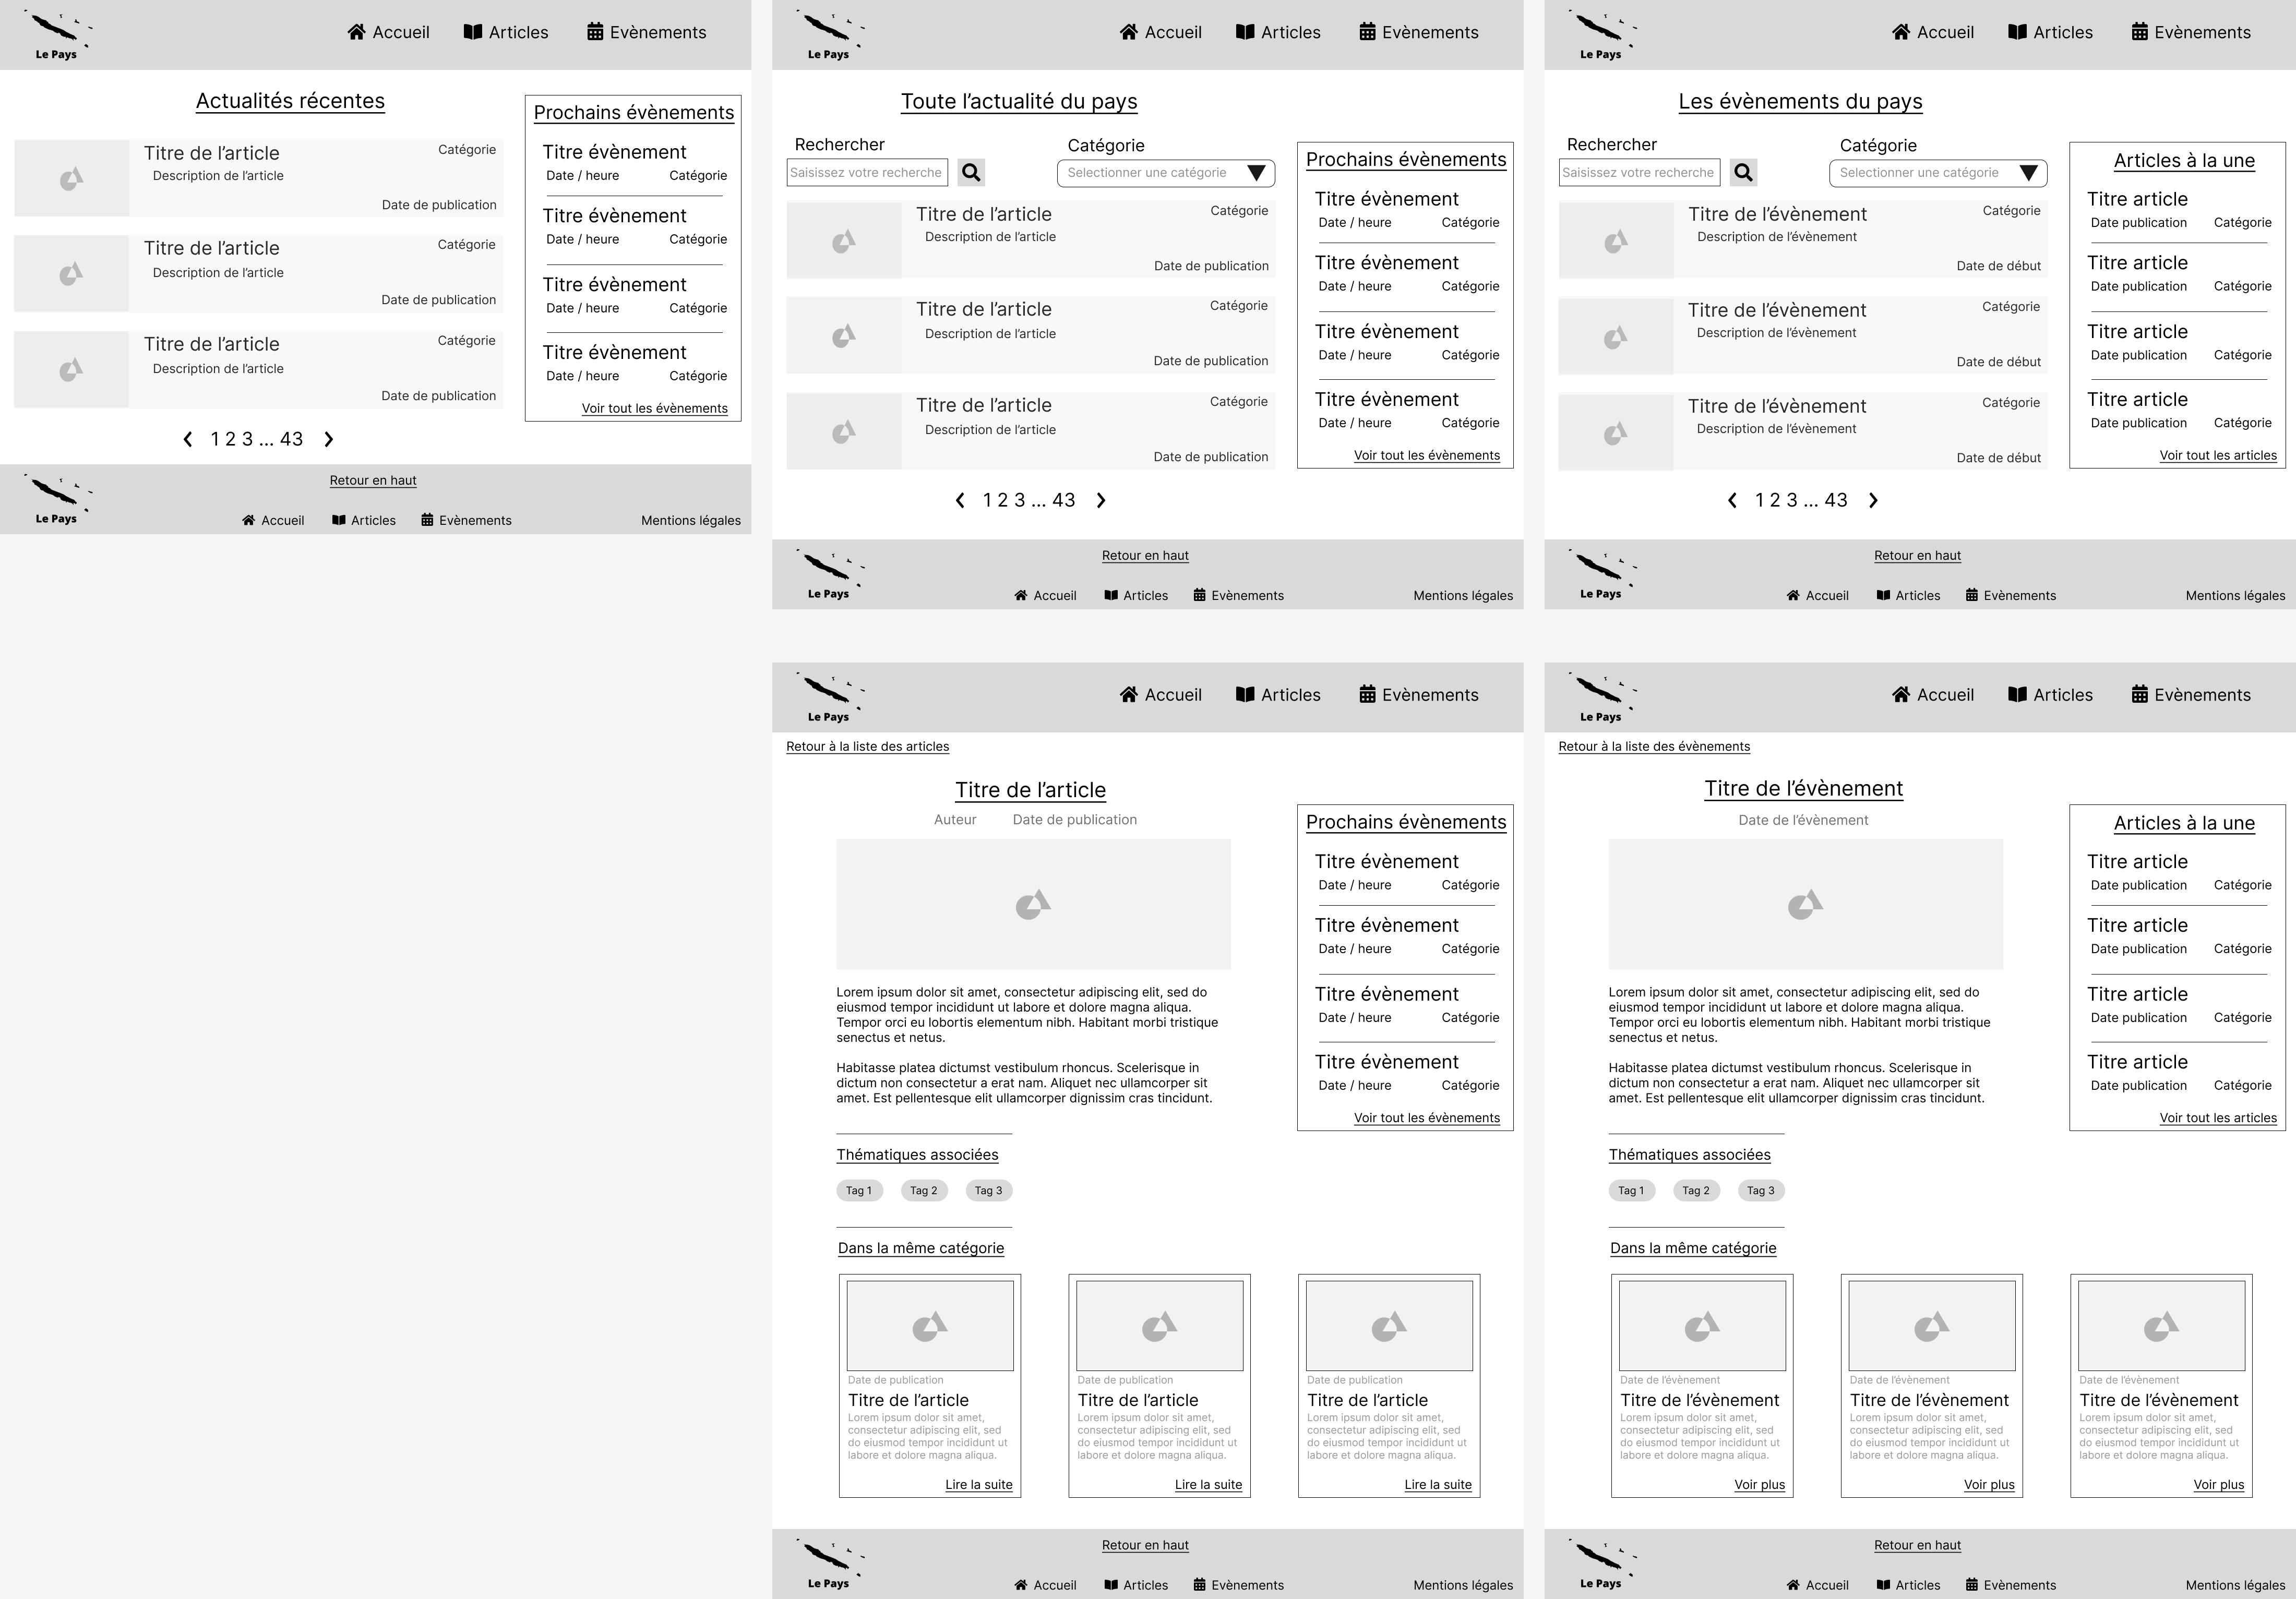 Le Pays
Accueil
Articles
Evènements
Actualités récentes
Titre de l’article
Catégorie
Description de l’article
Date de publication
Titre de l’article
Catégorie
Description de l’article
Date de publication
Titre de l’article
Catégorie
Description de l’article
Date de publication
1 2 3 ... 43
Prochains évènements
Titre évènement
Date / heure
Catégorie
Titre évènement
Date / heure
Catégorie
Titre évènement
Date / heure
Catégorie
Titre évènement
Date / heure
Catégorie
Voir tout les évènements
Retour en haut
Le Pays
Accueil
Articles
Evènements
Mentions légales
Le Pays
Accueil
Articles
Evènements
Toute l’actualité du pays
Rechercher
Saisissez votre recherche
Catégorie
Selectionner une catégorie
Titre de l’article
Catégorie
Description de l’article
Date de publication
Titre de l’article
Catégorie
Description de l’article
Date de publication
Titre de l’article
Catégorie
Description de l’article
Date de publication
1 2 3 ... 43
Prochains évènements
Titre évènement
Date / heure
Catégorie
Titre évènement
Date / heure
Catégorie
Titre évènement
Date / heure
Catégorie
Titre évènement
Date / heure
Catégorie
Voir tout les évènements
Retour en haut
Le Pays
Accueil
Articles
Evènements
Mentions légales
Le Pays
Accueil
Articles
Evènements
Les évènements du pays
Rechercher
Saisissez votre recherche
Catégorie
Selectionner une catégorie
Titre de l’évènement
Catégorie
Description de l’évènement
Date de début
Titre de l’évènement
Catégorie
Description de l’évènement
Date de début
Titre de l’évènement
Catégorie
Description de l’évènement
Date de début
1 2 3 ... 43
Articles à la une
Titre article
Date publication
Catégorie
Titre article
Date publication
Catégorie
Titre article
Date publication
Catégorie
Titre article
Date publication
Catégorie
Voir tout les articles
Retour en haut
Le Pays
Accueil
Articles
Evènements
Mentions légales
Le Pays
Accueil
Articles
Evènements
Retour à la liste des articles
Titre de l’article
Auteur
Date de publication
Lorem ipsum dolor sit amet, consectetur adipiscing elit, sed do
eiusmod tempor incididunt ut labore et dolore magna aliqua.
Tempor orci eu lobortis elementum nibh. Habitant morbi tristique
senectus et netus.
Habitasse platea dictumst vestibulum rhoncus. Scelerisque in
dictum non consectetur a erat nam. Aliquet nec ullamcorper sit
amet. Est pellentesque elit ullamcorper dignissim cras tincidunt.
Prochains évènements
Titre évènement
Date / heure
Catégorie
Titre évènement
Date / heure
Catégorie
Titre évènement
Date / heure
Catégorie
Titre évènement
Date / heure
Catégorie
Voir tout les évènements
Thématiques associées
Tag 1
Tag 2
Tag 3
Dans la même catégorie
Date de publication
Titre de l’article
Lorem ipsum dolor sit amet,
consectetur adipiscing elit, sed
do eiusmod tempor incididunt ut
labore et dolore magna aliqua.
Lire la suite
Date de publication
Titre de l’article
Lorem ipsum dolor sit amet,
consectetur adipiscing elit, sed
do eiusmod tempor incididunt ut
labore et dolore magna aliqua.
Lire la suite
Date de publication
Titre de l’article
Lorem ipsum dolor sit amet,
consectetur adipiscing elit, sed
do eiusmod tempor incididunt ut
labore et dolore magna aliqua.
Lire la suite
Retour en haut
Le Pays
Accueil
Articles
Evènements
Mentions légales
Le Pays
Accueil
Articles
Evènements
Retour à la liste des évènements
Titre de l’évènement
Date de l’évènement
Lorem ipsum dolor sit amet, consectetur adipiscing elit, sed do
eiusmod tempor incididunt ut labore et dolore magna aliqua.
Tempor orci eu lobortis elementum nibh. Habitant morbi tristique
senectus et netus.
Habitasse platea dictumst vestibulum rhoncus. Scelerisque in
dictum non consectetur a erat nam. Aliquet nec ullamcorper sit
amet. Est pellentesque elit ullamcorper dignissim cras tincidunt.
Articles à la une
Titre article
Date publication
Catégorie
Titre article
Date publication
Catégorie
Titre article
Date publication
Catégorie
Titre article
Date publication
Catégorie
Voir tout les articles
Thématiques associées
Tag 1
Tag 2
Tag 3
Dans la même catégorie
Date de l’évènement
Titre de l’évènement
Lorem ipsum dolor sit amet,
consectetur adipiscing elit, sed
do eiusmod tempor incididunt ut
labore et dolore magna aliqua.
Voir plus
Date de l’évènement
Titre de l’évènement
Lorem ipsum dolor sit amet,
consectetur adipiscing elit, sed
do eiusmod tempor incididunt ut
labore et dolore magna aliqua.
Voir plus
Date de l’évènement
Titre de l’évènement
Lorem ipsum dolor sit amet,
consectetur adipiscing elit, sed
do eiusmod tempor incididunt ut
labore et dolore magna aliqua.
Voir plus
Retour en haut
Le Pays
Accueil
Articles
Evènements
Mentions légales